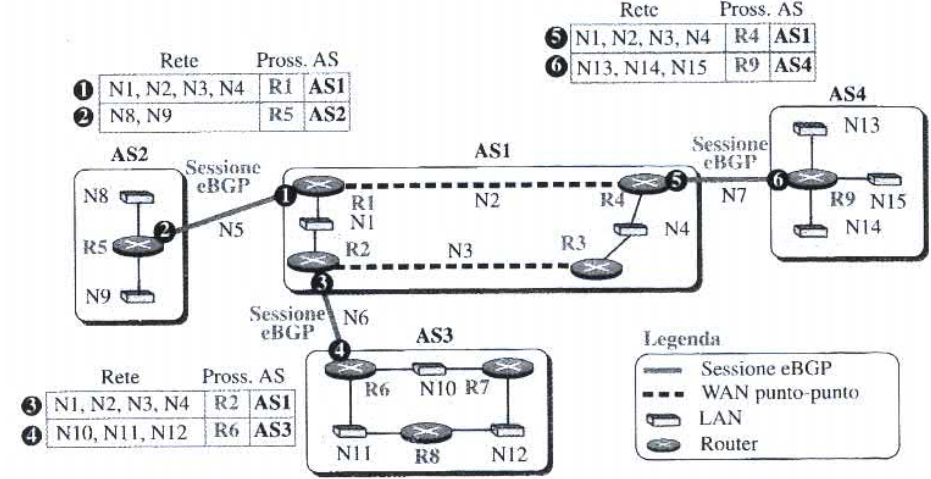 Rete Pross. AS
5 N1, N2, N3, N4 R4 AS1
6 N13, N14, N15 R9 AS4
Rete Pross. AS
1 N1, N2, N3, N4 R1 AS1
2 N8, N9 R5 AS2
AS2
N8
R5
N9
2
Sessione
eBGP
N5
AS1
1
R1
N1
R2
3
N2
N3
R4
N4
R3
5
Sessione
eBGP
N7
AS4
6
N13
R9
N15
N14
Sessione
eBGP
N6
AS3
4
R6
N10
R7
N11
R8
N12
Rete Pross. AS
3 N1, N2, N3, N4 R2 AS1
4 N10, N11, N12 R6 AS3
Legenda
Sessione eBGP
WAN punto-punto
LAN
Router